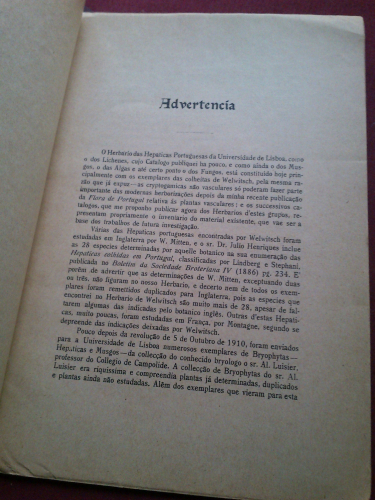 Advertencia
O Herbario das Hepaticas Portuguesas da Universidade de Lisboa, como
o dos Lichenes, cujo Catalogo publiquei ha pouco, e como ainda o dos Mus-
gos, o das Algas e até certo ponto o dos Fungos, está constituido hoje prin-
cipalmente com os exemplares das colheitas de Welwitsch, pela mesma ra-
zão que já expuz—as cryptogamicas não vasculares só poderam fazer parte
importante das modernas herborizações depois da minha recente publicação
da Flora de Portugal relativa ás plantas vasculares; e os successivos ca-
talogos, que me proponho publicar agora dos Herbarios d'estes grupos, re-
presentam propriamente o inventario do material existente, que vae ser a
base dos trabalhos de futura investigação.
Várias das Hepaticas portuguesas encontradas por Welwitsch foram
estudadas em Inglaterra por W. Mitten, e o sr. Dr. Julio Henriques inclue
as 28 especies determinadas por aquelle botanico na sua enumeração das
Hepaticas colhidas em Portugal, classificadas por Lindberg e Stephani,
publicada no Boletim da Sociedade Broteriana IV (1886) pg. 234. É
porém de advertir que as determinações de W. Mitten, exceptuando duas
ou três, não figuram no nosso Herbario, e decerto nem de todos os exem-
plares foram remetidos duplicados para Inglaterra, pois as especies que
encontrei no Herbario de Welwitsch são muito mais de 28, apesar de fal-
tarem algumas das indicadas pelo botanico inglês. Outras d'estas Hepati-
cas, muito poucas, foram estudadas em França, por Montagne, segundo se
depreende das indicações deixadas por Welwitsch.
Pouco depois da revolução de 5 de Outubro de 1910, foram enviados
para a Universidade de Lisboa numerosos exemplares de Bryophytas—
Hepaticas e Musgos—da collecção do conhecido bryologo o sr. Al. Luisier,
professor do Collegio de Campolide. A collecção de Bryophytas do sr. Al.
Luisier era riquissima e compreendia plantas já determinadas, duplicados
e plantas ainda não estudadas. Além dos exemplares que vieram para esta